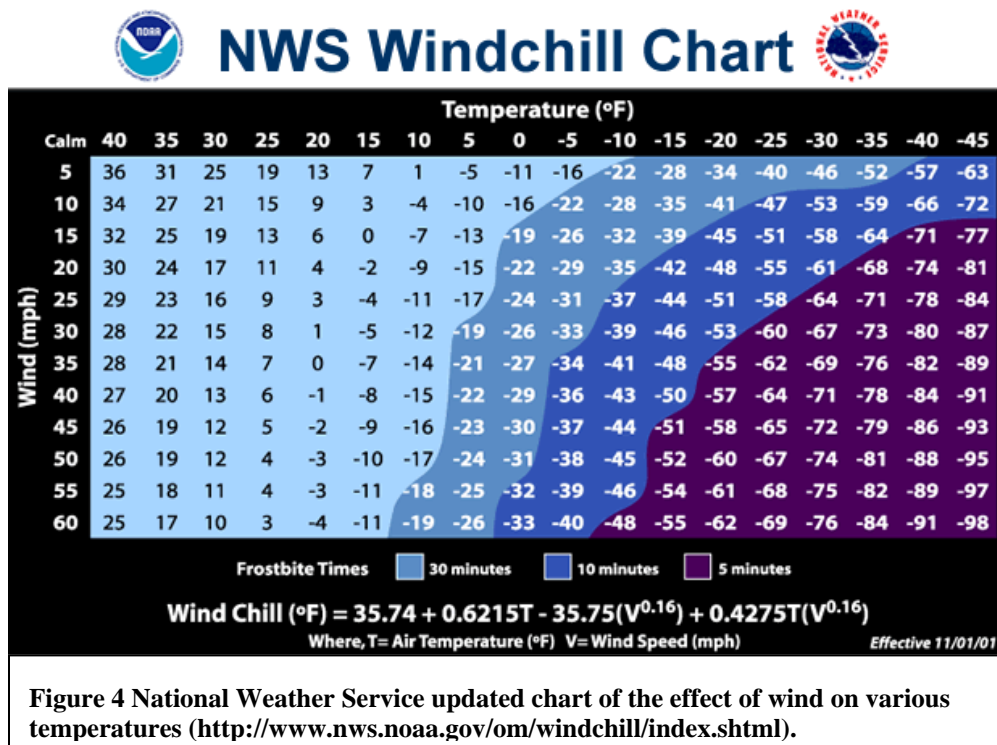 NOAA
NWS Windchill Chart
NATIONAL WEATHER SERVICE
Temperature (ºF)
Calm 40 35 30 25 20 15 10 5 0 -5 -10 -15 -20 -25 -30 -35 -40 -45
5 36 31 25 19 13 7 1 -5 -11 -16 -22 -28 -34 -40 -46 -52 -57 -63
10 34 27 21 15 9 3 -4 -10 -16 -22 -28 -35 -41 -47 -53 -59 -66 -72
15 32 25 19 13 6 0 -7 -13 -19 -26 -32 -39 -45 -51 -58 -64 -71 -77
20 30 24 17 11 4 -2 -9 -15 -22 -29 -35 -42 -48 -55 -61 -68 -74 -81
25 29 23 16 9 3 -4 -11 -17 -24 -31 -37 -44 -51 -58 -64 -71 -78 -84
30 28 22 15 8 1 -5 -12 -19 -26 -33 -39 -46 -53 -60 -67 -73 -80 -87
35 28 21 14 7 0 -7 -14 -21 -27 -34 -41 -48 -55 -62 -69 -76 -82 -89
40 27 20 13 6 -1 -8 -15 -22 -29 -36 -43 -50 -57 -64 -71 -78 -84 -91
45 26 19 12 5 -2 -9 -16 -23 -30 -37 -44 -51 -58 -65 -72 -79 -86 -93
50 26 19 12 4 -3 -10 -17 -24 -31 -38 -45 -52 -60 -67 -74 -81 -88 -95
55 25 18 11 4 -3 -11 -18 -25 -32 -39 -46 -54 -61 -68 -75 -82 -89 -97
60 25 17 10 3 -4 -11 -19 -26 -33 -40 -48 -55 -62 -69 -76 -84 -91 -98
Wind (mph)
Frostbite Times 30 minutes 10 minutes 5 minutes
Wind Chill (ºF) = 35.74 + 0.6215T - 35.75(V^0.16) + 0.4275T(V^0.16)
Where, T= Air Temperature (ºF) V= Wind Speed (mph) Effective 11/01/01
Figure 4 National Weather Service updated chart of the effect of wind on various
temperatures (http://www.nws.noaa.gov/om/windchill/index.shtml).